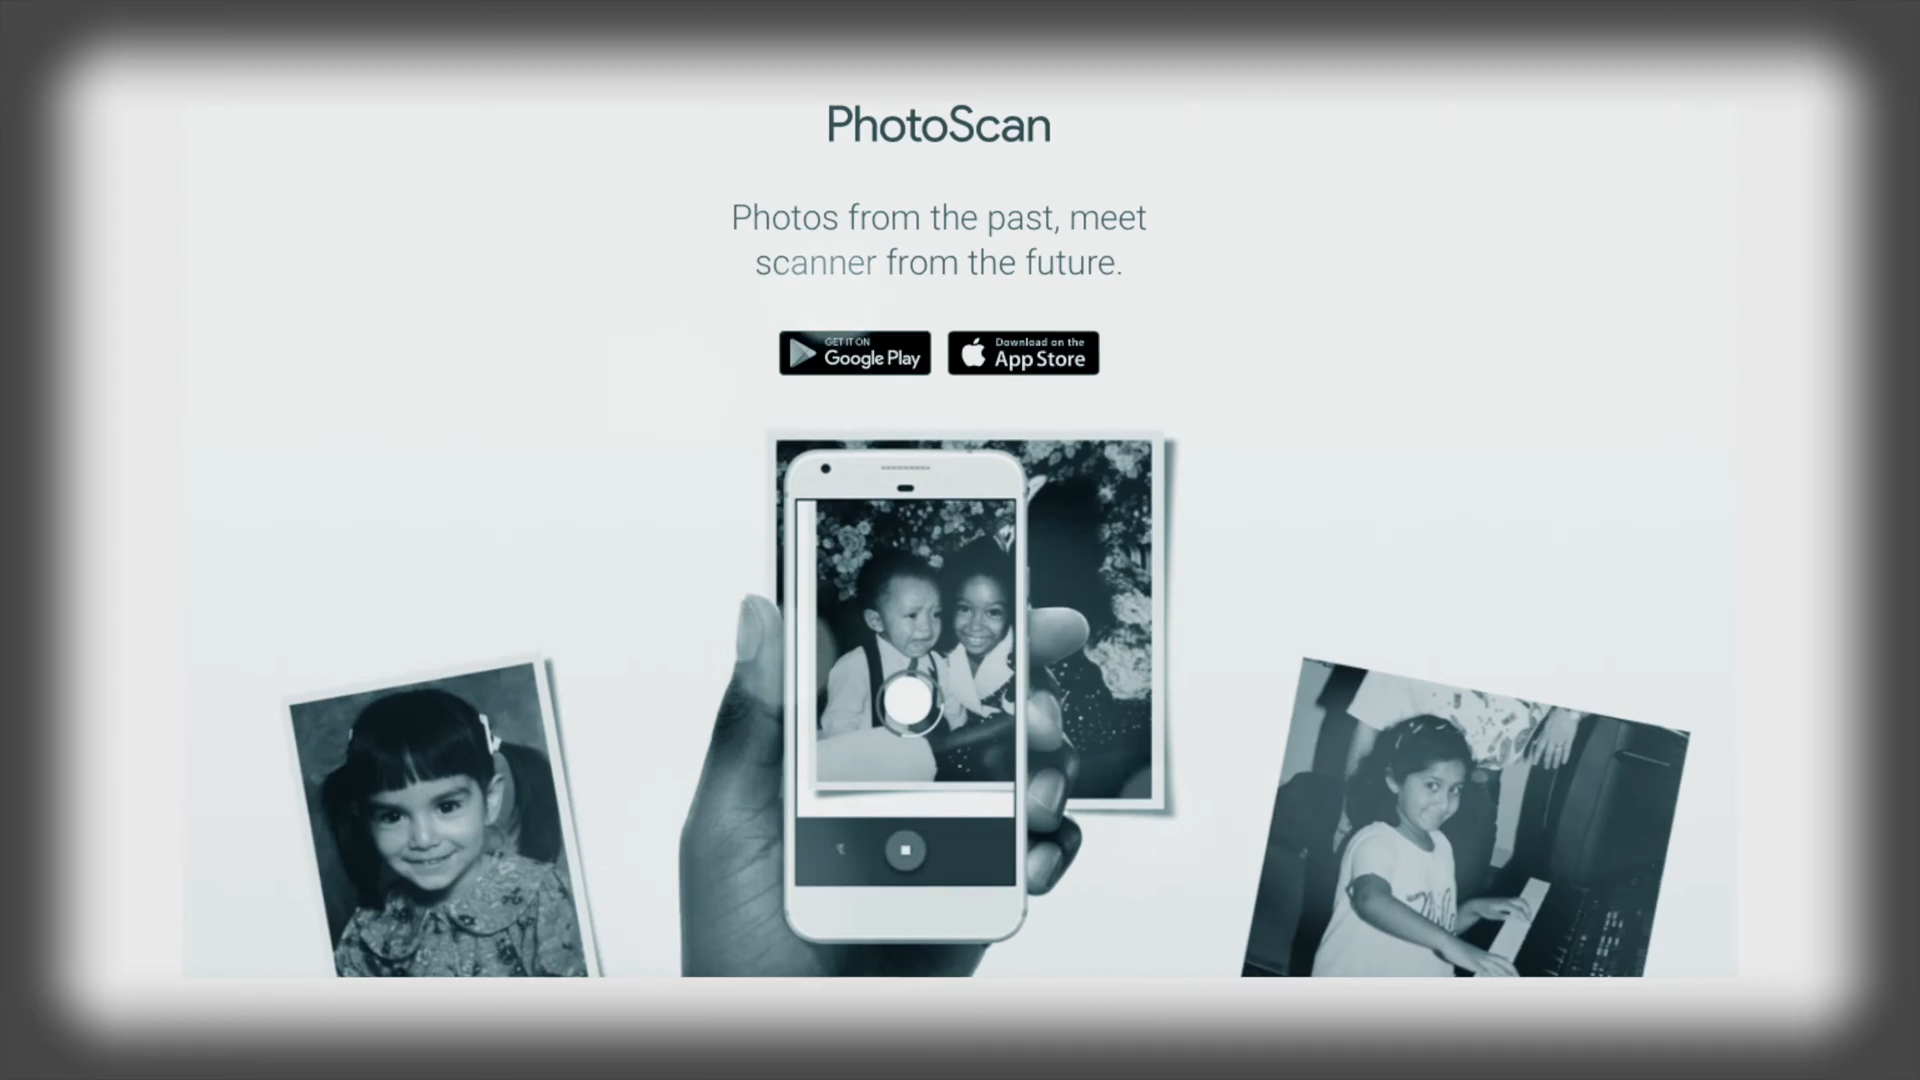 PhotoScan
Photos from the past, meet
scanner from the future.
GET IT ON
Google Play
Download on the
App Store